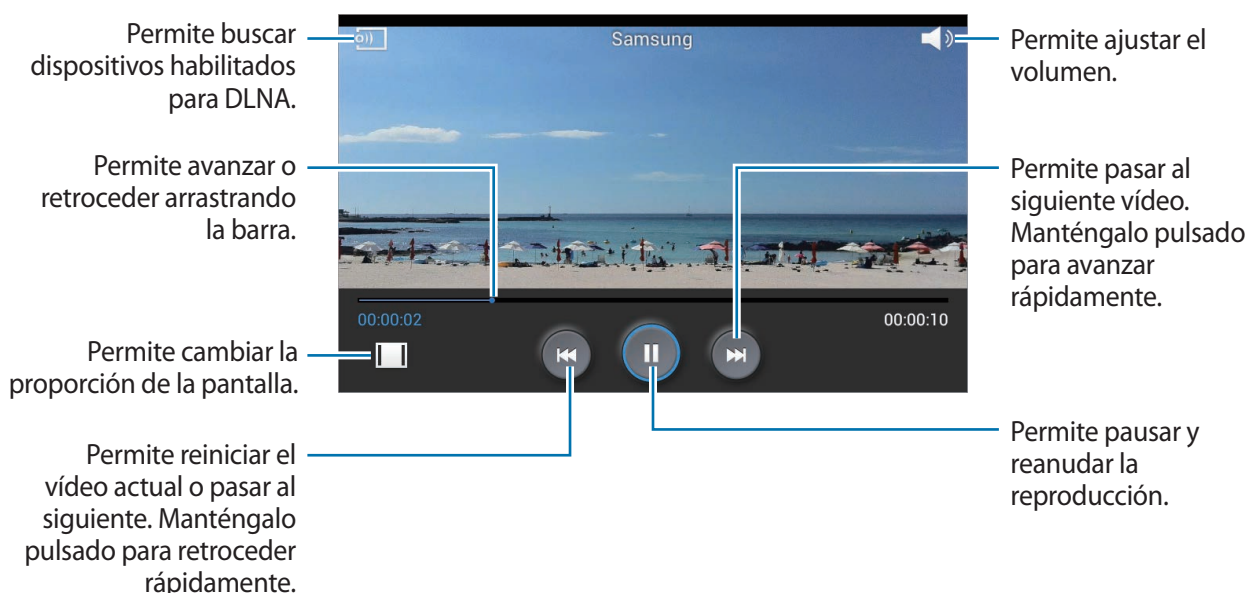 Permite buscar
dispositivos habilitados
para DLNA.
Samsung
Permite ajustar el
volumen.
Permite avanzar o
retroceder arrastrando
la barra.
Permite pasar al
siguiente vídeo.
Manténgalo pulsado
para avanzar
rápidamente.
00:00:02
00:00:10
Permite cambiar la
proporción de la pantalla.
Permite reiniciar el
vídeo actual o pasar al
siguiente. Manténgalo
pulsado para retroceder
rápidamente.
Permite pausar y
reanudar la
reproducción.